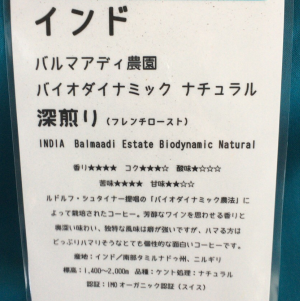 インド
バルマアディ農園
バイオダイナミック ナチュラル
深煎り(フレンチロースト)
INDIA Balmaadi Estate Biodynamic Natural
香り★★★★ コク★★★☆ 酸味★☆☆☆
苦味★★★★ 甘味★★☆☆
ルドルフ・シュタイナー提唱の「バイオダイナミック農法」に
よって栽培されたコーヒー。芳醇なワインを思わせる香りと
奥深い味わい、独特な風味は癖が強いですが、ハマる方は
どっぷりハマりそうなとても個性的な面白いコーヒーです。
産地:インド/南部タミルナドゥ州、ニルギリ
標高:1,400〜2,000m 品種:ケント処理:ナチュラル
認証:IMOオーガニック認証(スイス)